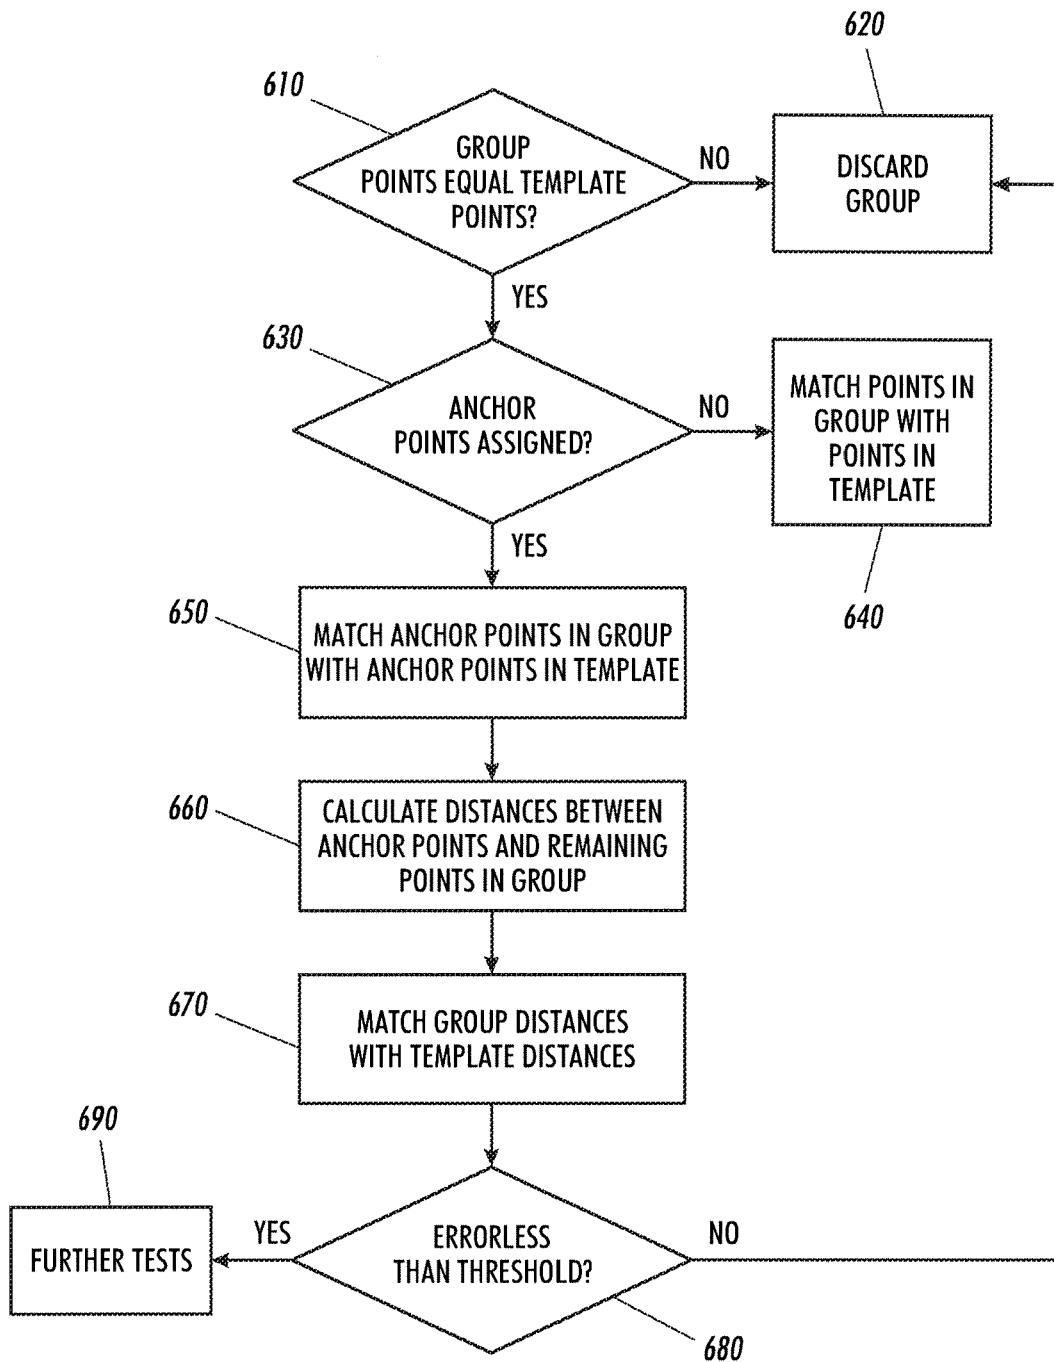 620
610
GROUP
POINTS EQUAL TEMPLATE
POINTS?
NO
DISCARD
GROUP
YES
630
ANCHOR
POINTS ASSIGNED?
NO
MATCH POINTS IN
GROUP WITH
POINTS IN
TEMPLATE
YES
640
650
MATCH ANCHOR POINTS IN GROUP
WITH ANCHOR POINTS IN TEMPLATE
660
CALCULATE DISTANCES BETWEEN
ANCHOR POINTS AND REMAINING
POINTS IN GROUP
670
MATCH GROUP DISTANCES
WITH TEMPLATE DISTANCES
690
FURTHER TESTS
YES
ERRORLESS
THAN THRESHOLD?
NO
680